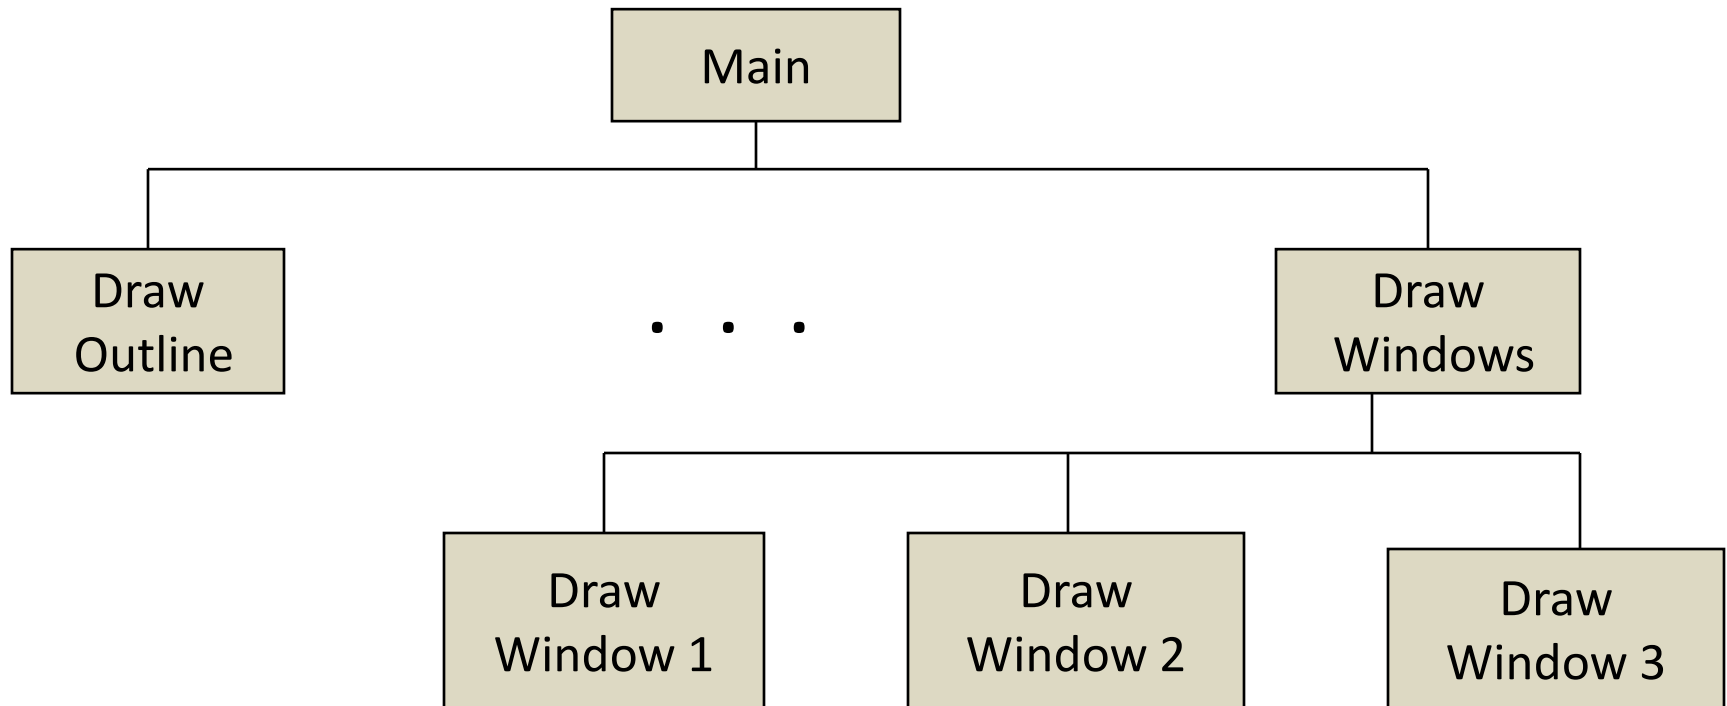 Main
Draw
Outline
. . .
Draw
Windows
Draw
Window 1
Draw
Window 2
Draw
Window 3